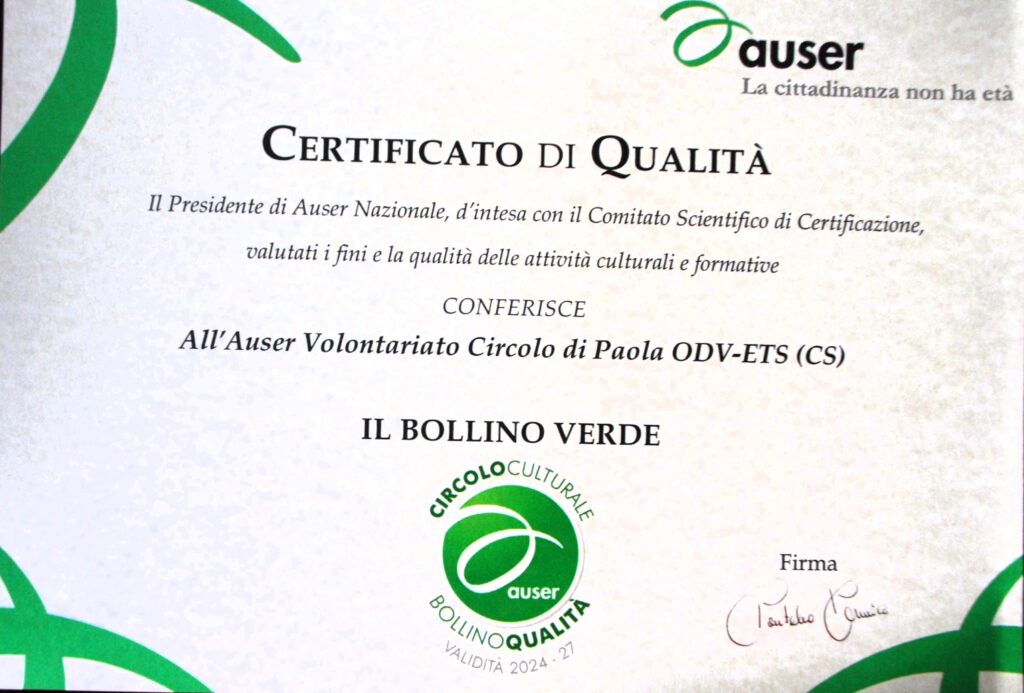 auser
La cittadinanza non ha età
CERTIFICATO DI QUALITÀ
Il Presidente di Auser Nazionale, d'intesa con il Comitato Scientifico di Certificazione,
valutati i fini e la qualità delle attività culturali e formative
CONFERISCE
All'Auser Volontariato Circolo di Paola ODV-ETS (CS)
IL BOLLINO VERDE
CIRCOLOCULTURALE
auser
BOLLINOQUALITÀ
VALIDITÀ 2024 - 27
Firma